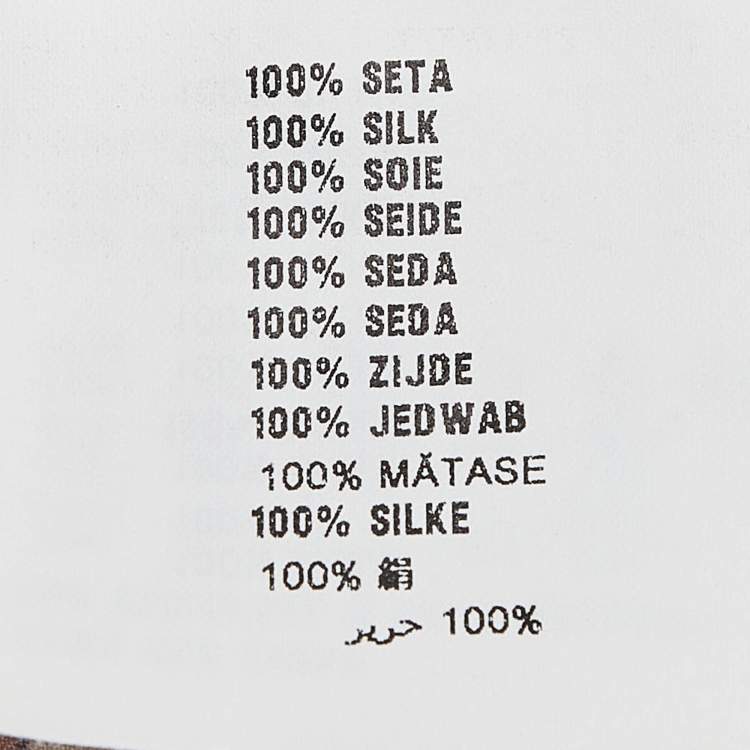 100% SETA
100% SILK
100% SOIE
100% SEIDE
100% SEDA
100% SEDA
100% ZIJDE
100% JEDWAB
100% MĂTASE
100% SILKE
100% 絹
100% حرير